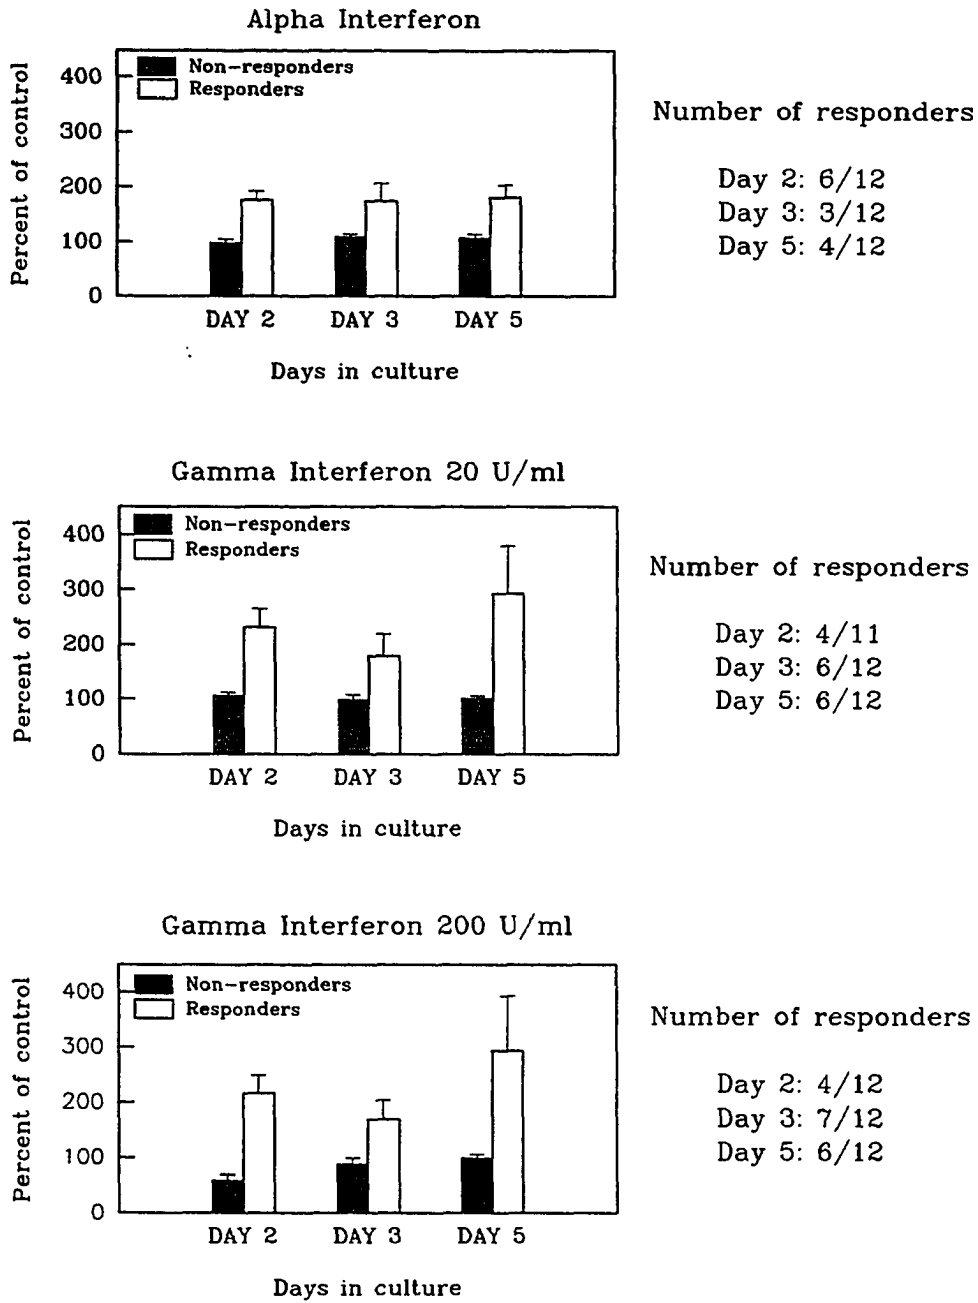 Alpha Interferon
Percent of control
400
300
200
100
0
Non-responders
Responders
DAY 2 DAY 3 DAY 5
Days in culture
Number of responders
Day 2: 6/12
Day 3: 3/12
Day 5: 4/12
Gamma Interferon 20 U/ml
Percent of control
400
300
200
100
0
Non-responders
Responders
DAY 2 DAY 3 DAY 5
Days in culture
Number of responders
Day 2: 4/11
Day 3: 6/12
Day 5: 6/12
Gamma Interferon 200 U/ml
Percent of control
400
300
200
100
0
Non-responders
Responders
DAY 2 DAY 3 DAY 5
Days in culture
Number of responders
Day 2: 4/12
Day 3: 7/12
Day 5: 6/12